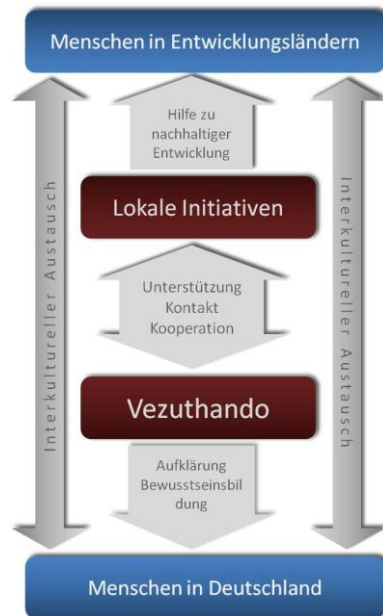 Menschen in Entwicklungsländern
Hilfe zu
nachhaltiger
Entwicklung
Interkultureller Austausch
Interkultureller Austausch
Lokale Initiativen
Unterstützung
Kontakt
Kooperation
Vezuthando
Aufklärung
Bewusstseinsbil
dung
Menschen in Deutschland